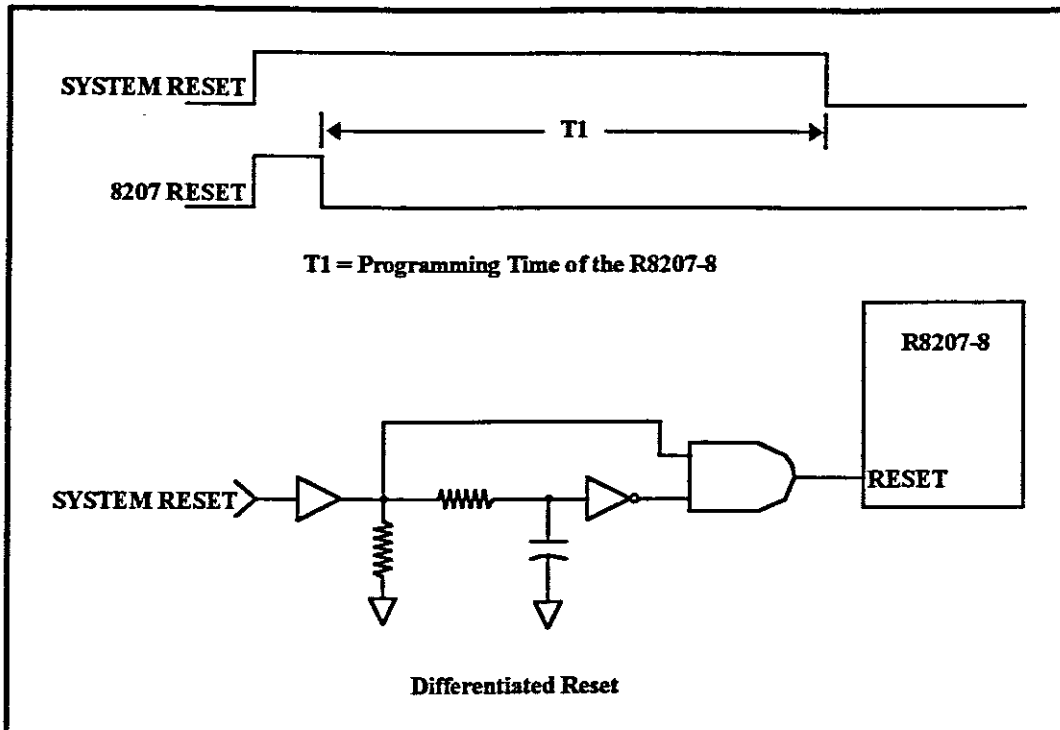 SYSTEM RESET
T1
8207 RESET
T1 = Programming Time of the R8207-8
R8207-8
SYSTEM RESET
RESET
Differentiated Reset